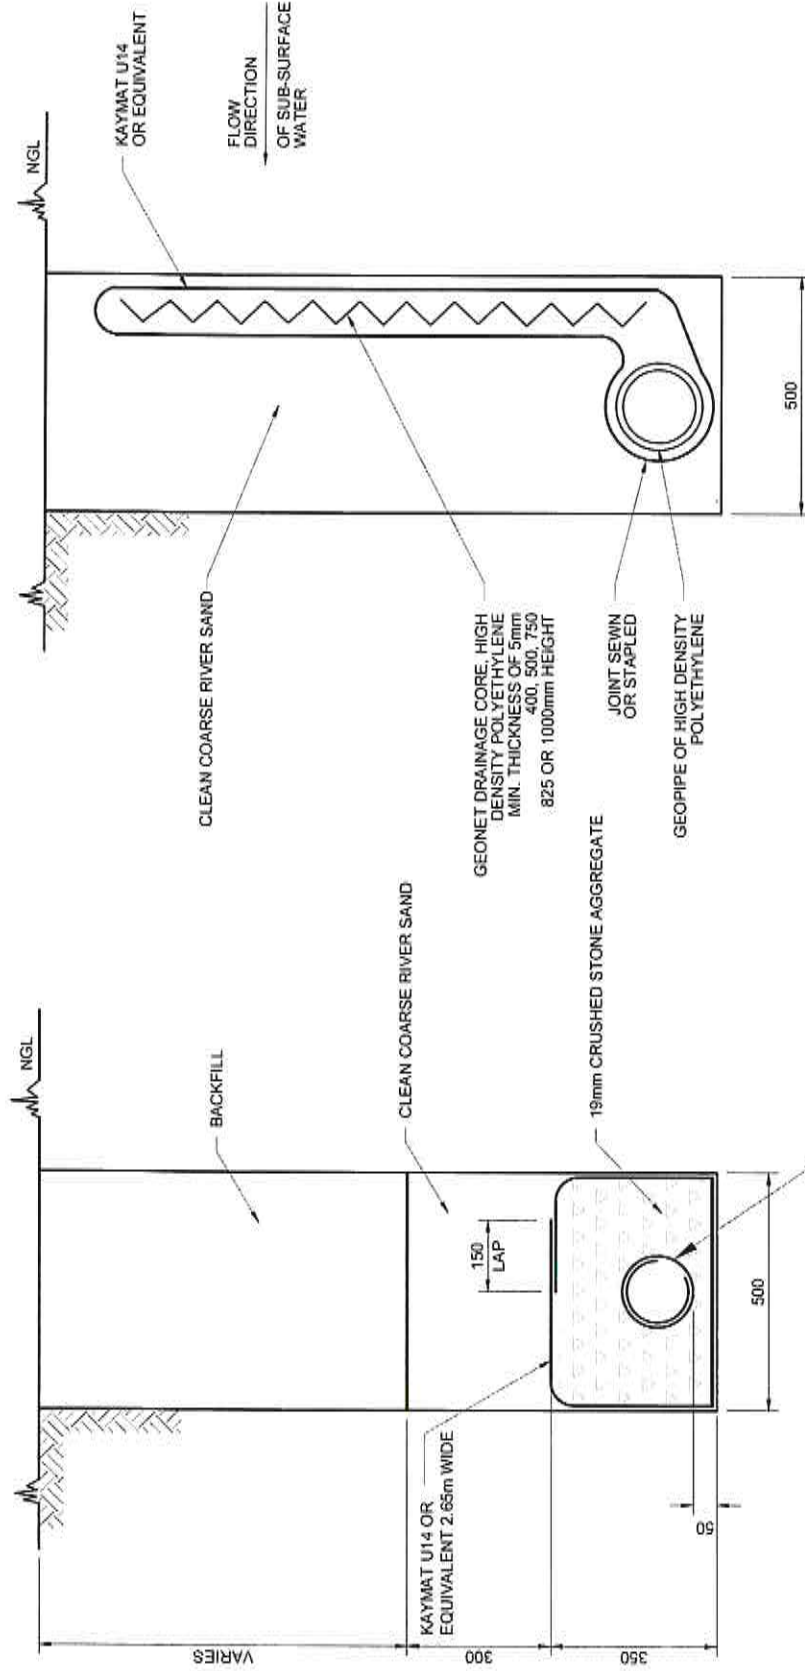 NGL
BACKFILL
CLEAN COARSE RIVER SAND
150
LAP
KAYMAT U14 OR
EQUIVALENT 2.65m WIDE
19mm CRUSHED STONE AGGREGATE
VARIES
300
350
50
500
NGL
KAYMAT U14
OR EQUIVALENT
FLOW
DIRECTION
OF SUB-SURFACE
WATER
CLEAN COARSE RIVER SAND
GEONET DRAINAGE CORE, HIGH
DENSITY POLYETHYLENE
MIN. THICKNESS OF 5mm
400, 500, 750
825 OR 1000mm HEIGHT
JOINT SEWN
OR STAPLED
GEOPIPE OF HIGH DENSITY
POLYETHYLENE
500